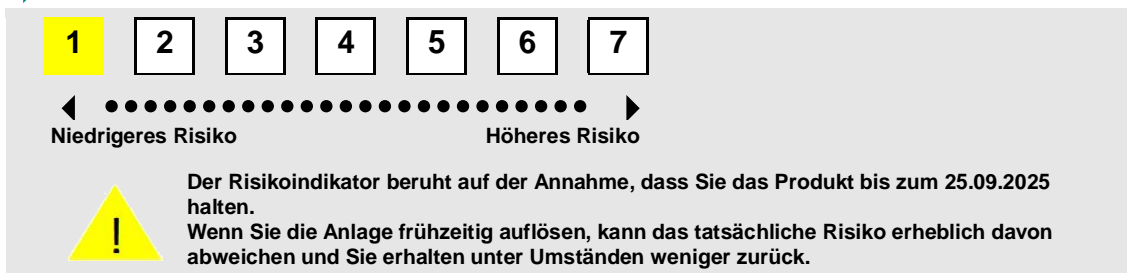 1 2 3 4 5 6 7
Niedrigeres Risiko Höheres Risiko
Der Risikoindikator beruht auf der Annahme, dass Sie das Produkt bis zum 25.09.2025
halten.
! Wenn Sie die Anlage frühzeitig auflösen, kann das tatsächliche Risiko erheblich davon
abweichen und Sie erhalten unter Umständen weniger zurück.